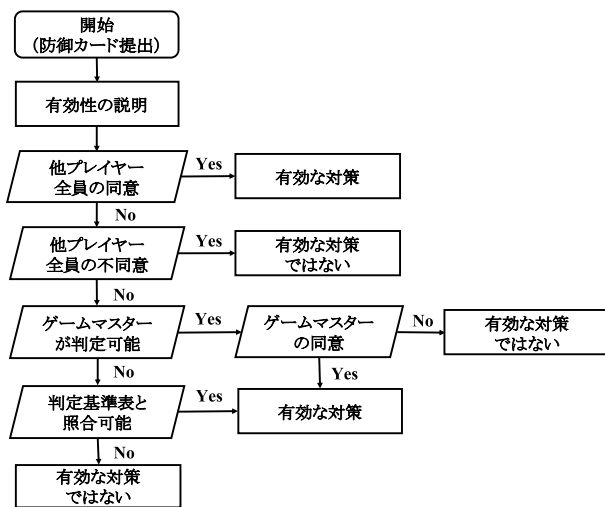 開始
（防御カード提出）
有効性の説明
他プレイヤー
全員の同意
Yes
有効な対策
No
他プレイヤー
全員の不同意
Yes
有効な対策
ではない
No
ゲームマスター
が判定可能
Yes
ゲームマスター
の同意
No
有効な対策
ではない
No
Yes
判定基準表と
照合可能
Yes
有効な対策
No
有効な対策
ではない